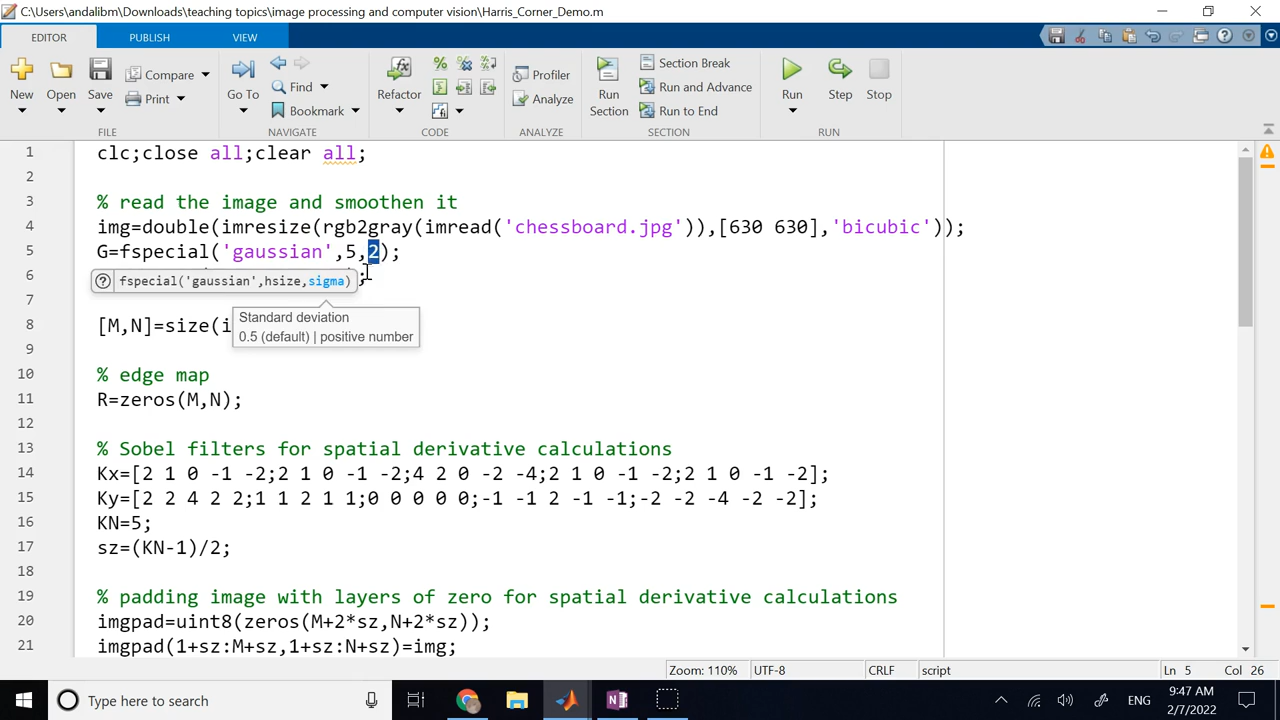 C:\Users\andalibm\Downloads\teaching topics\image processing and computer vision\Harris_Corner_Demo.m
EDITOR PUBLISH VIEW
New Open Save Compare Print
Go To Find Bookmark
Refactor
Profiler Analyze
Run Section Section Break Run and Advance Run to End
Run Step Stop
FILE NAVIGATE CODE ANALYZE SECTION RUN
1 clc;close all;clear all;
2
3 % read the image and smoothen it
4 img=double(imresize(rgb2gray(imread('chessboard.jpg')),[630 630],'bicubic'));
5 G=fspecial('gaussian',5,2);
6 ;
fspecial('gaussian',hsize,sigma)
7
Standard deviation
0.5 (default) | positive number
8 [M,N]=size(i
9
10 % edge map
11 R=zeros(M,N);
12
13 % Sobel filters for spatial derivative calculations
14 Kx=[2 1 0 -1 -2;2 1 0 -1 -2;4 2 0 -2 -4;2 1 0 -1 -2;2 1 0 -1 -2];
15 Ky=[2 2 4 2 2;1 1 2 1 1;0 0 0 0 0;-1 -1 2 -1 -1;-2 -2 -4 -2 -2];
16 KN=5;
17 sz=(KN-1)/2;
18
19 % padding image with layers of zero for spatial derivative calculations
20 imgpad=uint8(zeros(M+2*sz,N+2*sz));
21 imgpad(1+sz:M+sz,1+sz:N+sz)=img;
Zoom: 110% UTF-8 CRLF script Ln 5 Col 26
Type here to search
ENG
9:47 AM
2/7/2022